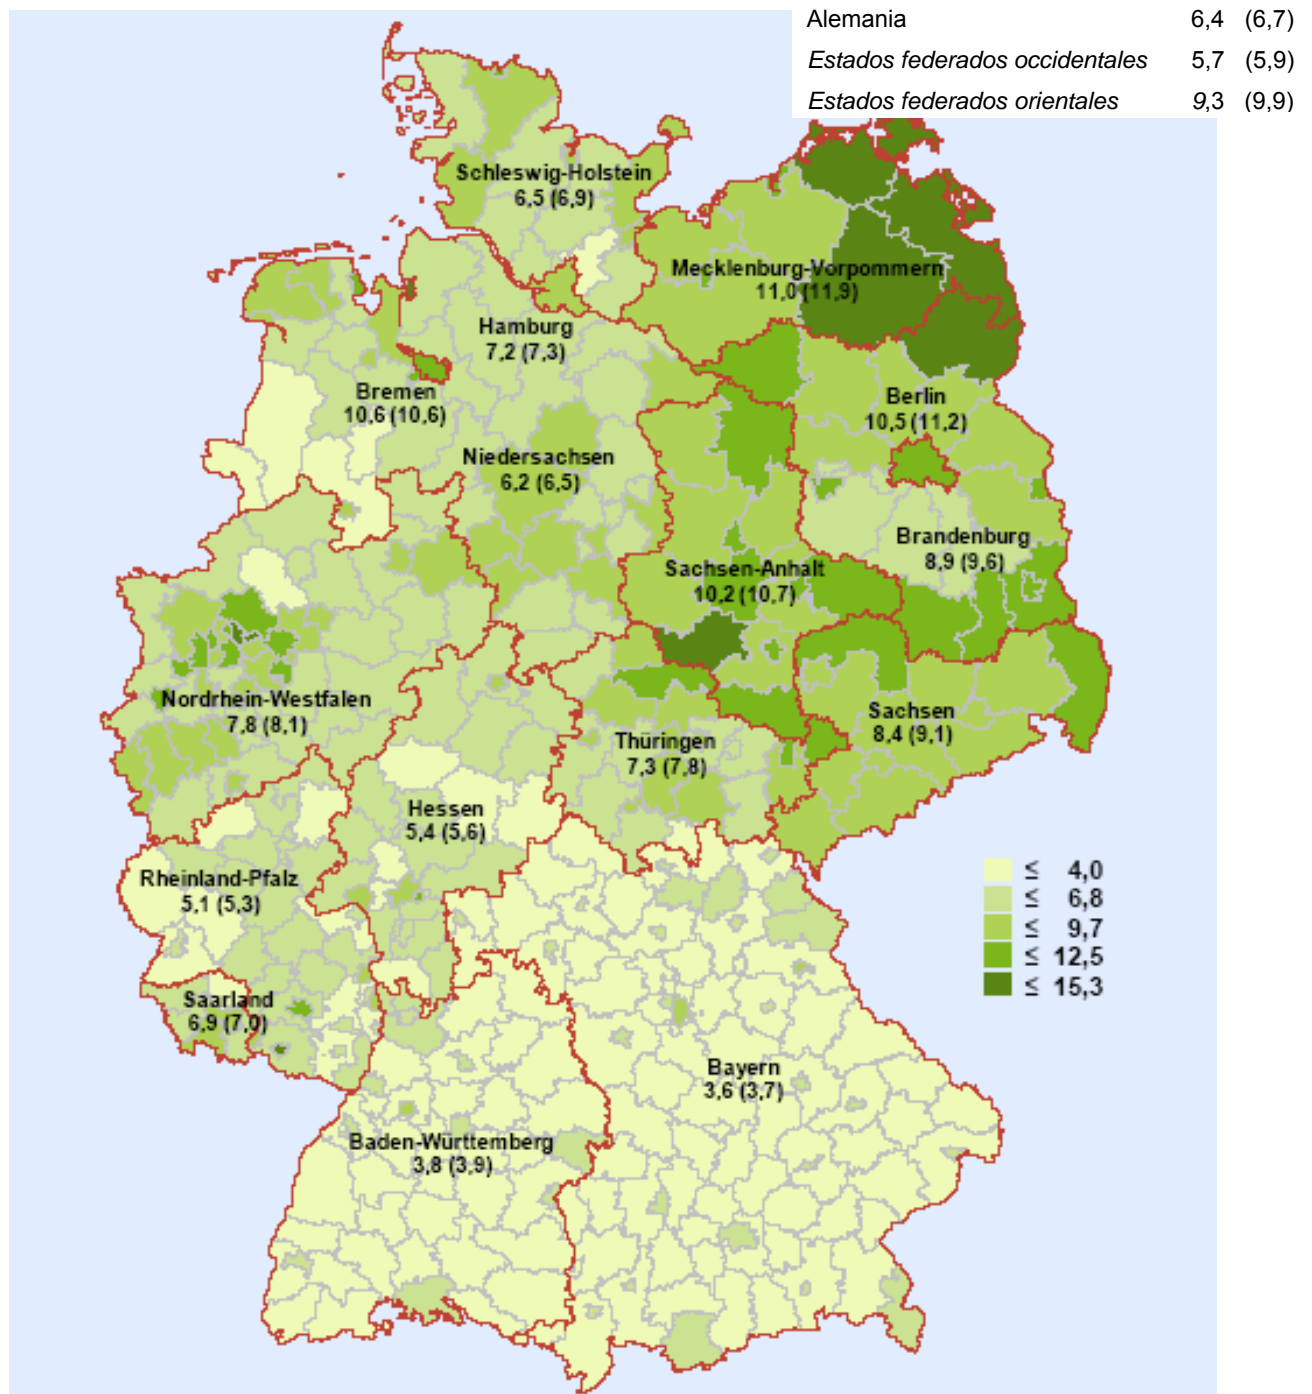 Alemania 6,4 (6,7)
Estados federados occidentales 5,7 (5,9)
Estados federados orientales 9,3 (9,9)
Schleswig-Holstein
6,5 (6,9)
Mecklenburg-Vorpommern
11,0 (11,9)
Hamburg
7,2 (7,3)
Bremen
10,6 (10,6)
Berlin
10,5 (11,2)
Niedersachsen
6,2 (6,5)
Brandenburg
8,9 (9,6)
Sachsen-Anhalt
10,2 (10,7)
Nordrhein-Westfalen
7,8 (8,1)
Sachsen
8,4 (9,1)
Thüringen
7,3 (7,8)
Hessen
5,4 (5,6)
Rheinland-Pfalz
5,1 (5,3)
≤ 4,0
≤ 6,8
≤ 9,7
≤ 12,5
≤ 15,3
Saarland
6,9 (7,0)
Bayern
3,6 (3,7)
Baden-Württemberg
3,8 (3,9)